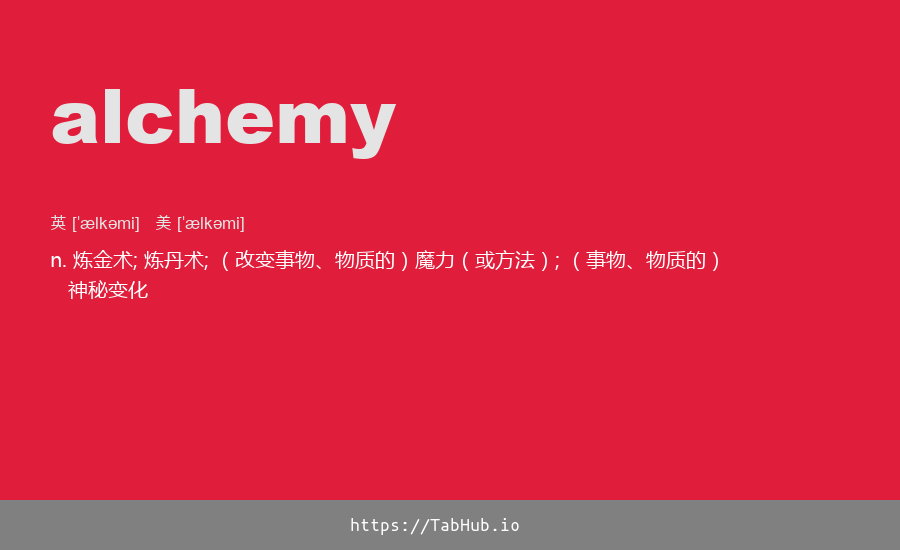 alchemy
英 [ˈælkəmi] 美 [ˈælkəmi]
n. 炼金术; 炼丹术; （改变事物、物质的）魔力（或方法）; （事物、物质的）
神秘变化
https://TabHub.io